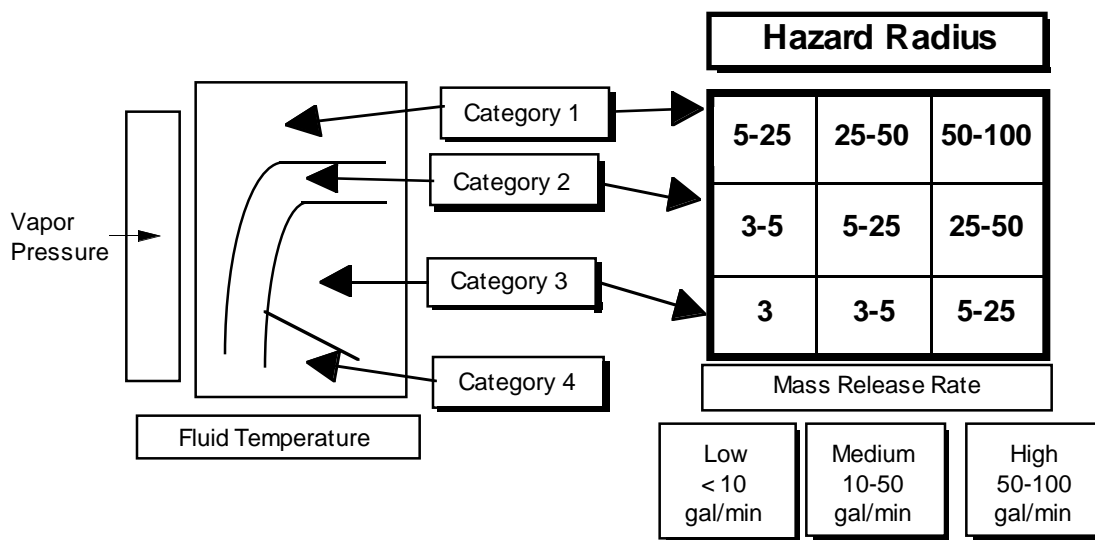 Hazard Radius
Category 1
5-25 25-50 50-100
Category 2
3-5 5-25 25-50
Vapor
Pressure
Category 3
3 3-5 5-25
Category 4
Mass Release Rate
Fluid Temperature
Low
< 10
gal/min
Medium
10-50
gal/min
High
50-100
gal/min